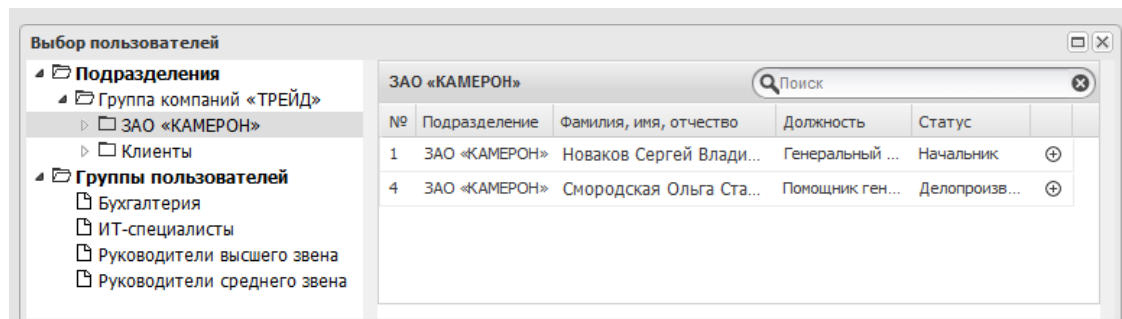 Выбор пользователей
Подразделения
Группа компаний «ТРЕЙД»
ЗАО «КАМЕРОН»
Клиенты
Группы пользователей
Бухгалтерия
ИТ-специалисты
Руководители высшего звена
Руководители среднего звена
ЗАО «КАМЕРОН» Поиск
№ Подразделение Фамилия, имя, отчество Должность Статус
1 ЗАО «КАМЕРОН» Новаков Сергей Влади... Генеральный ... Начальник
4 ЗАО «КАМЕРОН» Смородская Ольга Ста... Помощник ген... Делопроизв...